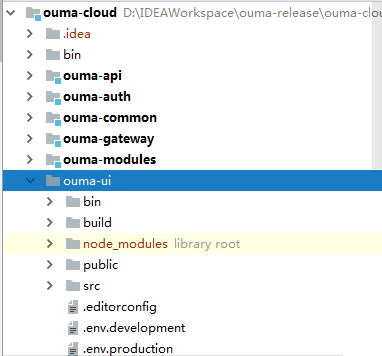 ouma-cloud D:\IDEAWorkspace\ouma-release\ouma-clou
.idea
bin
ouma-api
ouma-auth
ouma-common
ouma-gateway
ouma-modules
ouma-ui
bin
build
node_modules library root
public
src
.editorconfig
.env.development
.env.production